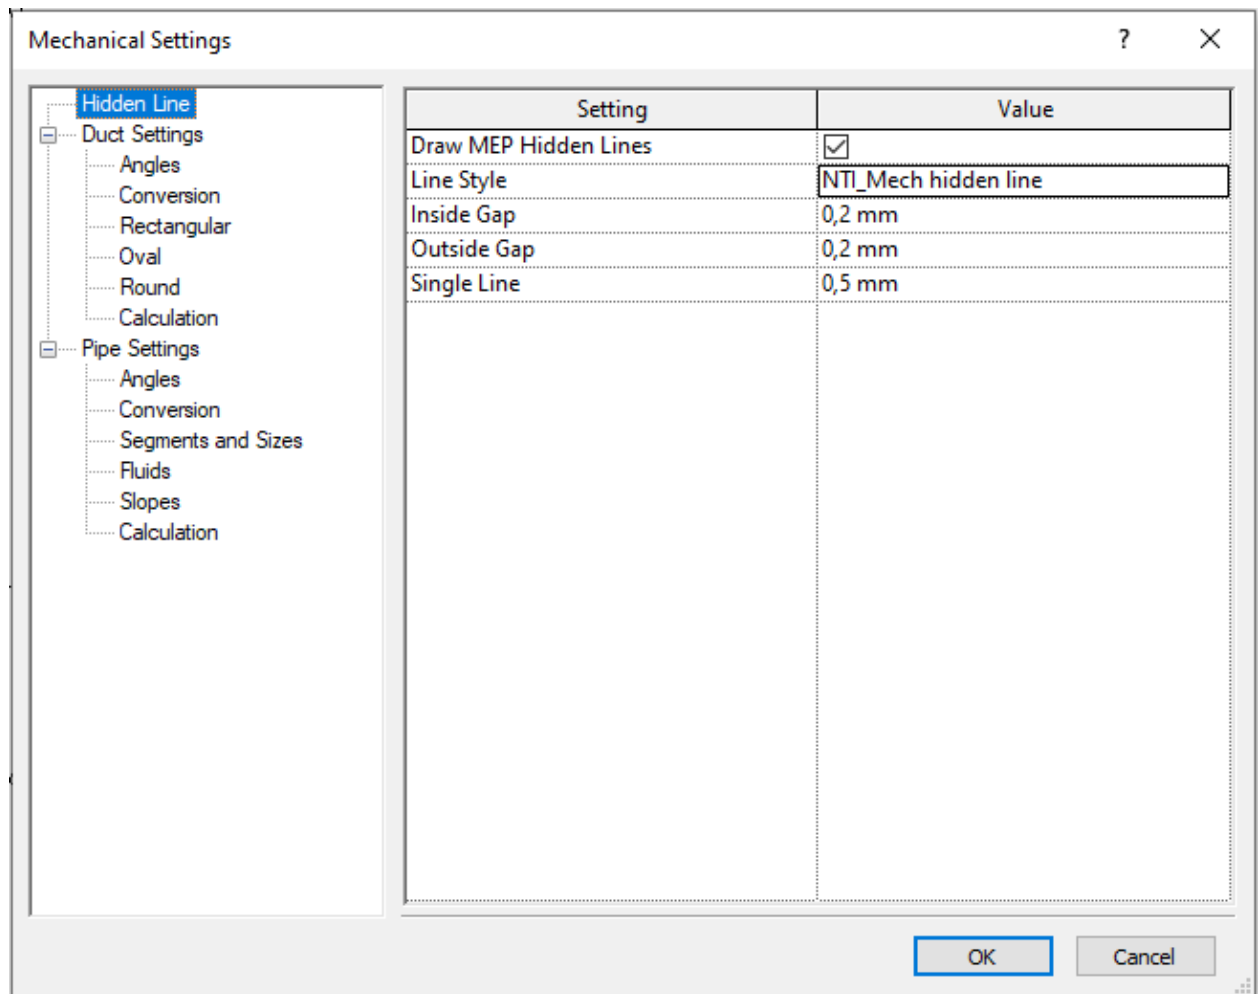 Mechanical Settings
?
Hidden Line
Duct Settings
Angles
Conversion
Rectangular
Oval
Round
Calculation
Pipe Settings
Angles
Conversion
Segments and Sizes
Fluids
Slopes
Calculation
Setting Value
Draw MEP Hidden Lines
Line Style NTI_Mech hidden line
Inside Gap 0,2 mm
Outside Gap 0,2 mm
Single Line 0,5 mm
OK Cancel